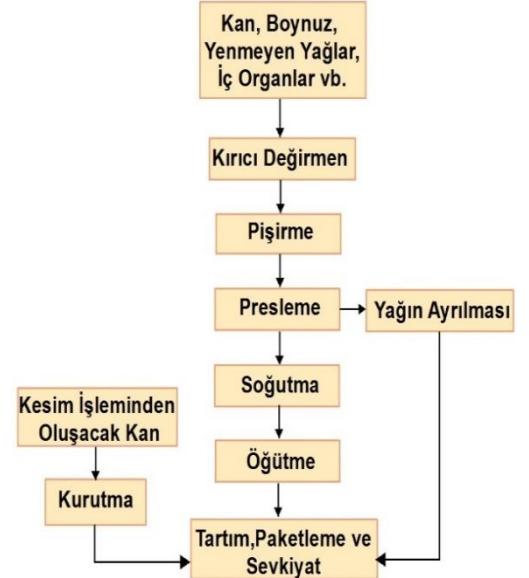 Kan, Boynuz,
Yenmeyen Yağlar,
İç Organlar vb.
Kırıcı Değirmen
Pişirme
Presleme
Yağın Ayrılması
Soğutma
Kesim İşleminden
Oluşacak Kan
Öğütme
Kurutma
Tartım,Paketleme ve
Sevkiyat